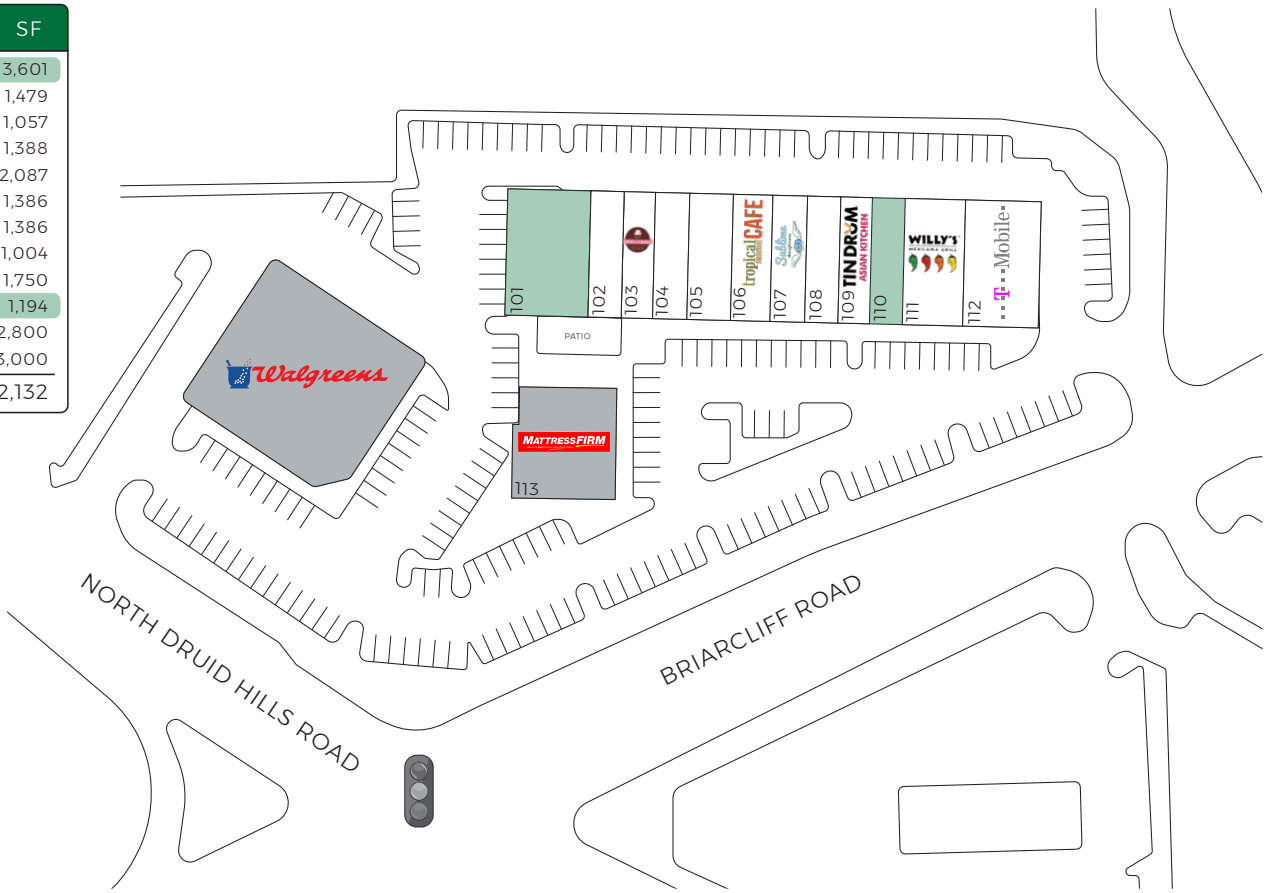 SF
3,601
1,479
1,057
1,388
2,087
1,386
1,386
1,004
1,750
1,194
2,800
3,000
2,132
101
102
103
104
105
106
tropical CAFE
107
108
109
TIN DRUM
ASIAN KITCHEN
110
111
WILLY'S
MEXICANA GRILL
112
T Mobile
PATIO
Walgreens
MATTRESS FIRM
113
NORTH DRUID HILLS ROAD
BRIARCLIFF ROAD